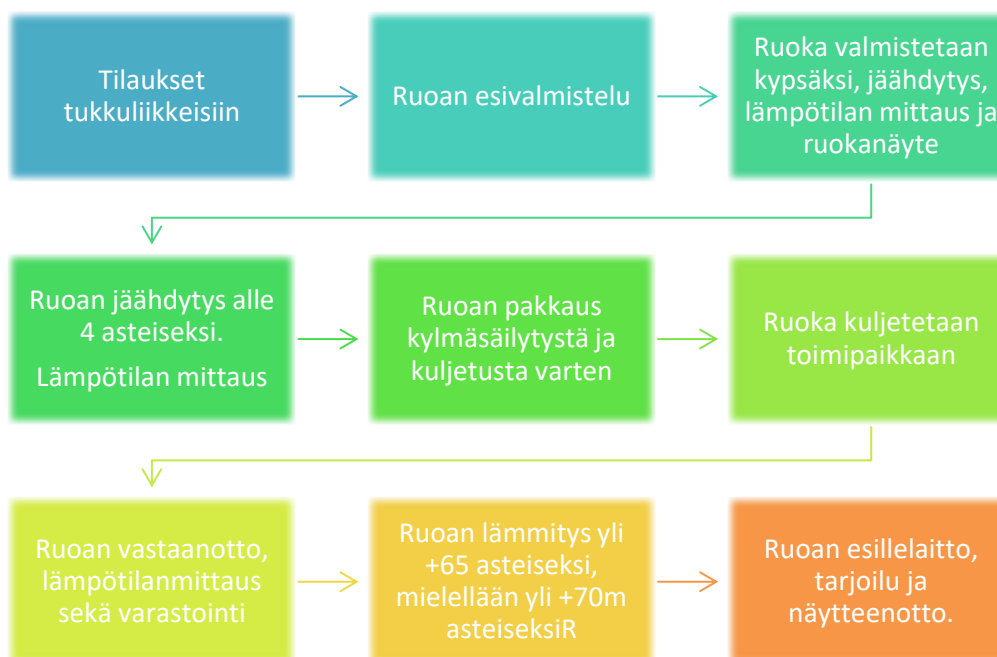 Tilaukset
tukkuliikkeisiin
Ruoan esivalmistelu
Ruoka valmistetaan
kypsäksi, jäähdytys,
lämpötilan mittaus ja
ruokanäyte
Ruoan jäähdytys alle
4 asteiseksi.
Lämpötilan mittaus
Ruoan pakkaus
kylmäsäilytystä ja
kuljetusta varten
Ruoka kuljetetaan
toimipaikkaan
Ruoan vastaanotto,
lämpötilanmittaus
sekä varastointi
Ruoan lämmitys yli
+65 asteiseksi,
mielellään yli +70m
asteiseksiR
Ruoan esillelaitto,
tarjoilu ja
näytteenotto.